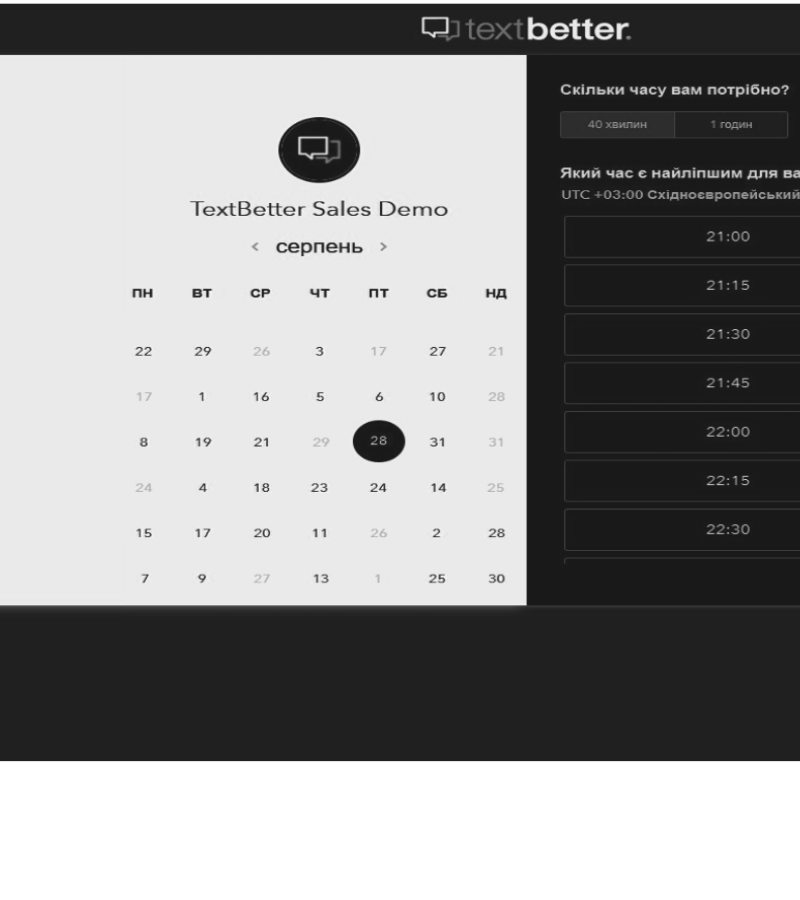 textbetter.
TextBetter Sales Demo
< серпень >
ПН ВТ СР ЧТ ПТ СБ НД
22 29 26 3 17 27 21
17 1 16 5 6 10 28
8 19 21 29 28 31 31
24 4 18 23 24 14 25
15 17 20 11 26 2 28
7 9 27 13 1 25 30
Скільки часу вам потрібно?
40 хвилин 1 годин
Який час є найліпшим для ва
UTC +03:00 Східноєвропейський
21:00
21:15
21:30
21:45
22:00
22:15
22:30